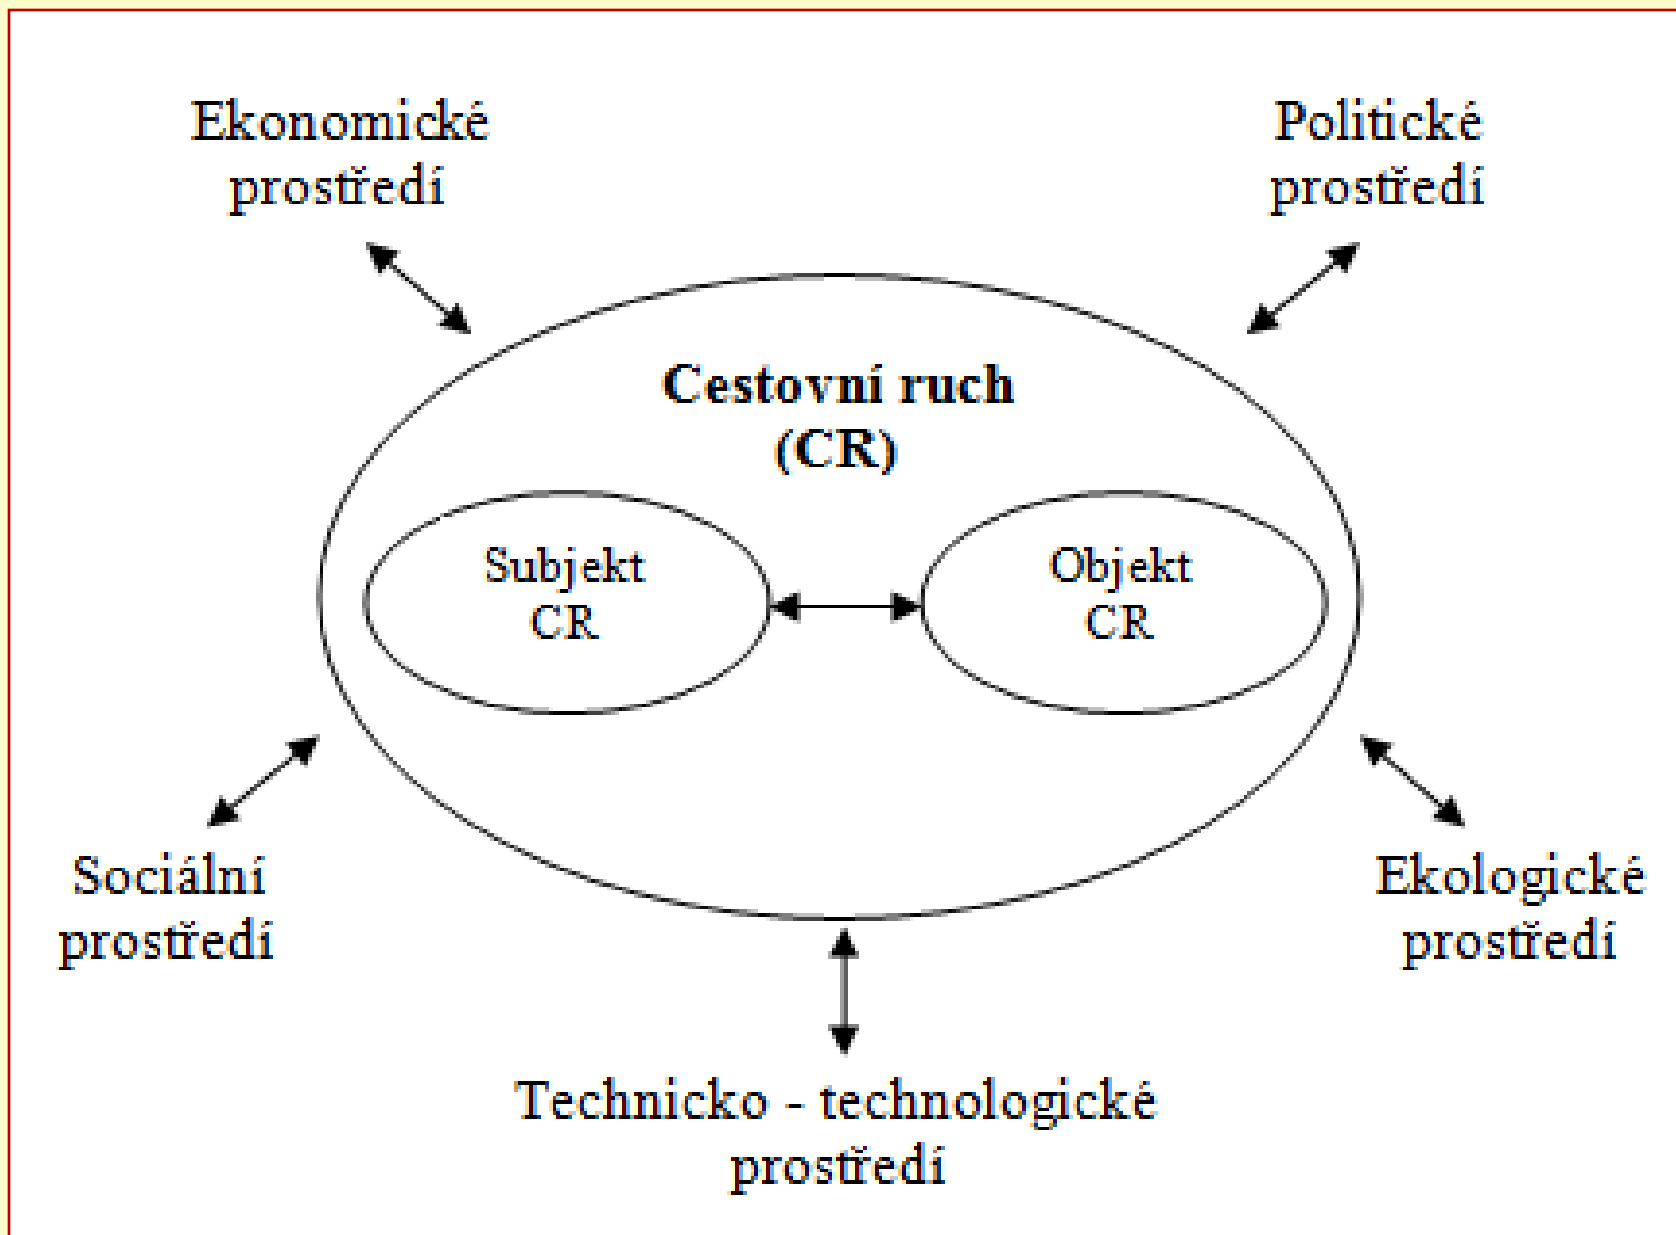 Ekonomické
prostředí
Politické
prostředí
Cestovní ruch
(CR)
Subjekt
CR
Objekt
CR
Sociální
prostředí
Ekologické
prostředí
Technicko - technologické
prostředí